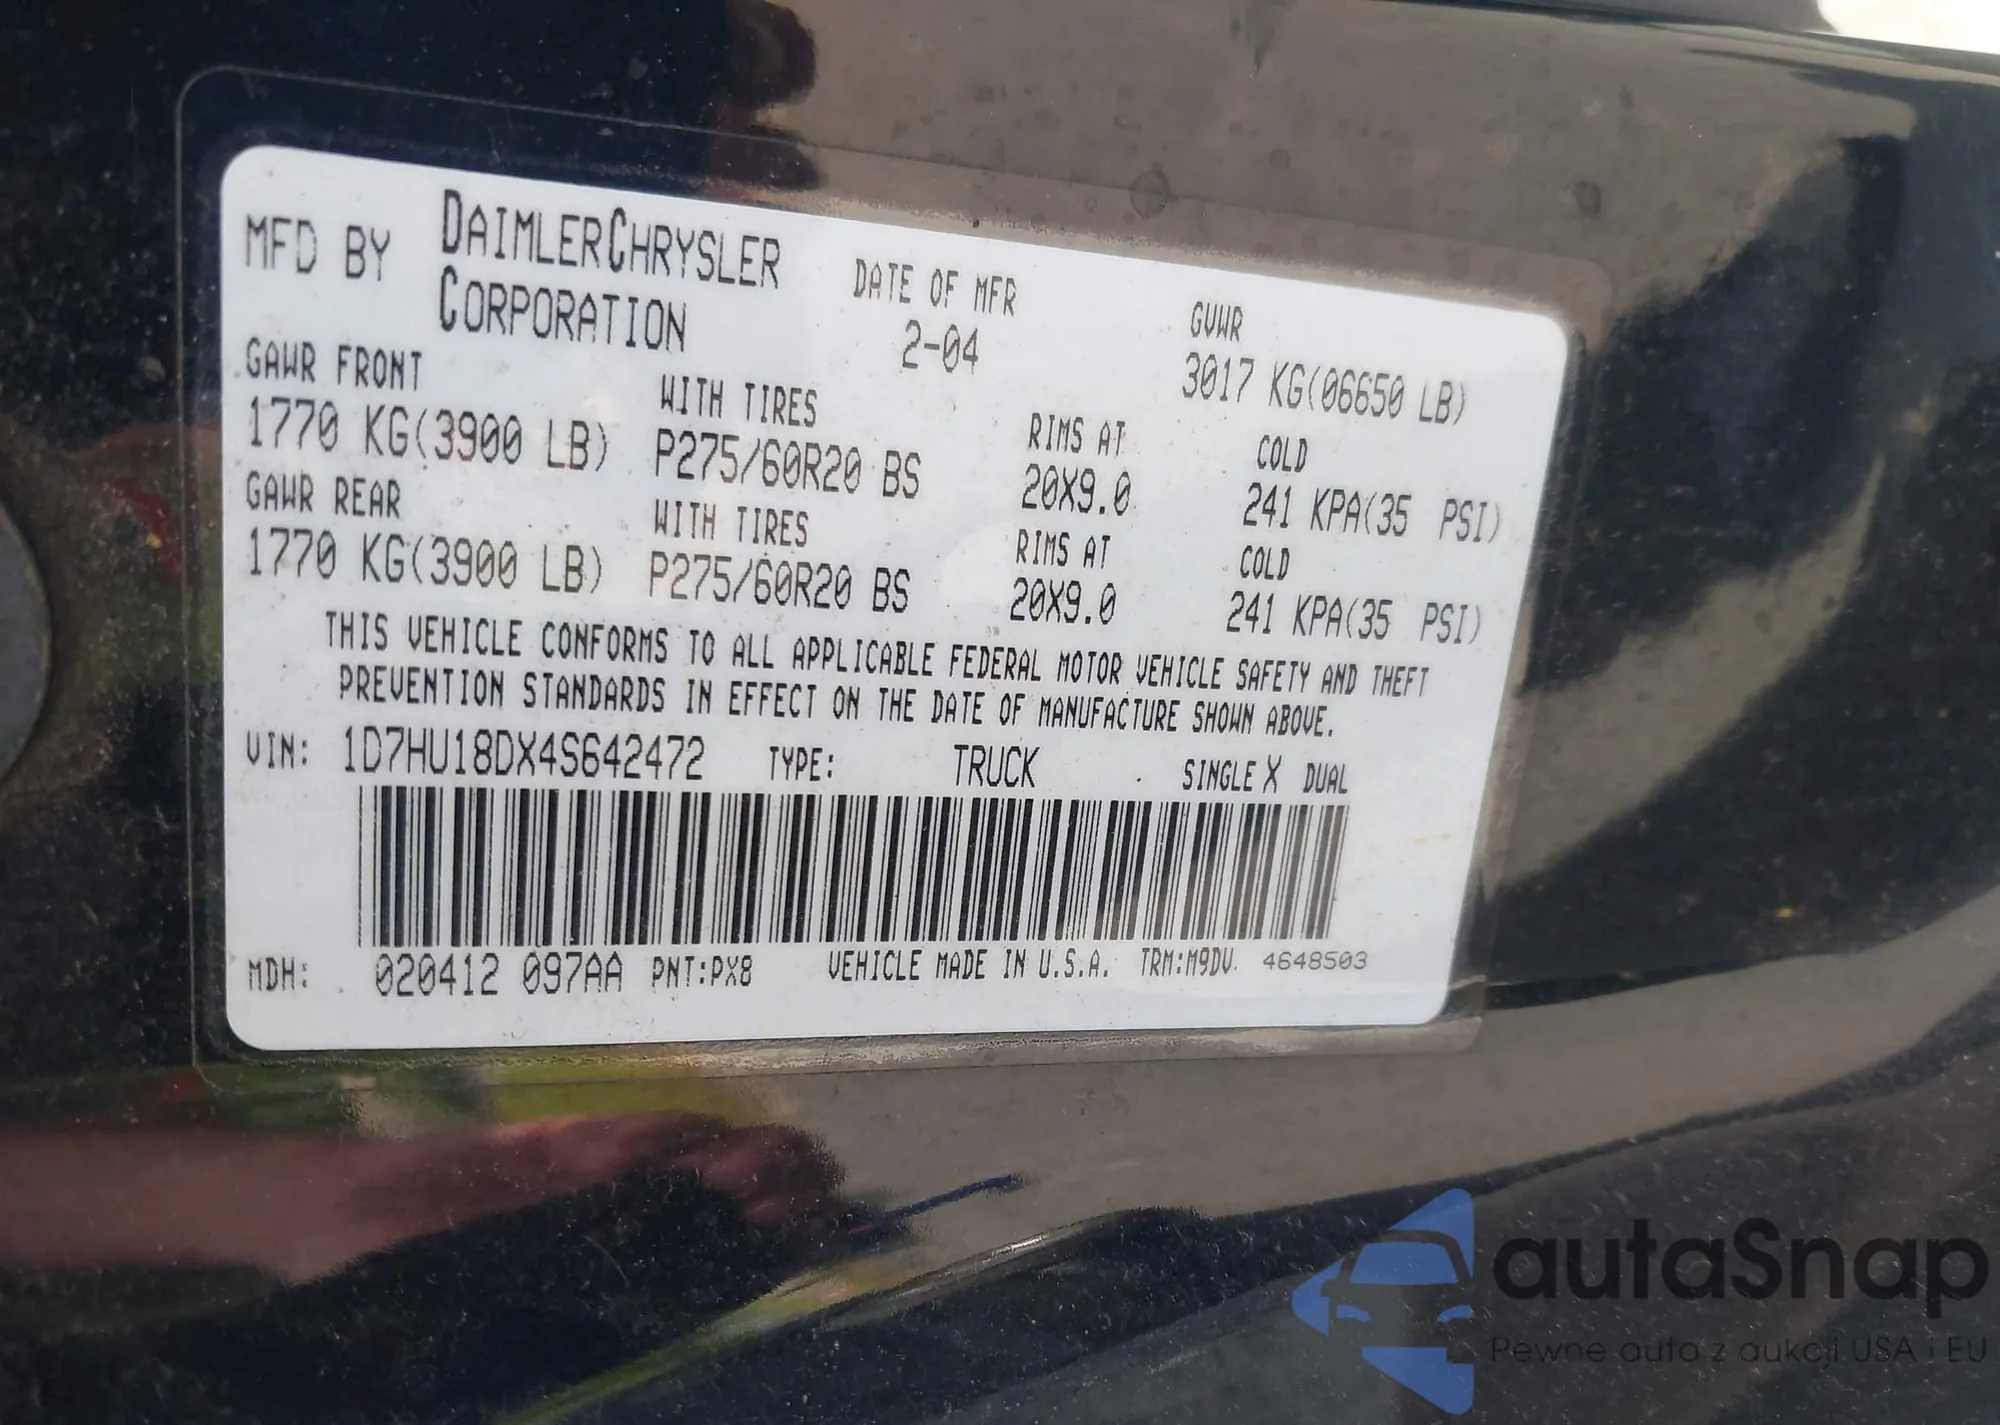 MFD BY DAIMLERCHRYSLER CORPORATION
DATE OF MFR 2-04
GVWR 3017 KG(06650 LB)
GAWR FRONT WITH TIRES RIMS AT COLD
1770 KG(3900 LB) P275/60R20 BS 20X9.0 241 KPA(35 PSI)
GAWR REAR WITH TIRES RIMS AT COLD
1770 KG(3900 LB) P275/60R20 BS 20X9.0 241 KPA(35 PSI)
THIS VEHICLE CONFORMS TO ALL APPLICABLE FEDERAL MOTOR VEHICLE SAFETY AND THEFT
PREVENTION STANDARDS IN EFFECT ON THE DATE OF MANUFACTURE SHOWN ABOVE.
VIN: 1D7HU18DX4S642472 TYPE: TRUCK SINGLE X DUAL
MDH: 020412 097AA PNT:PX8 VEHICLE MADE IN U.S.A. TRM:M9DV 4648503
autaSnap
Pewne auta z aukcji USA i EU